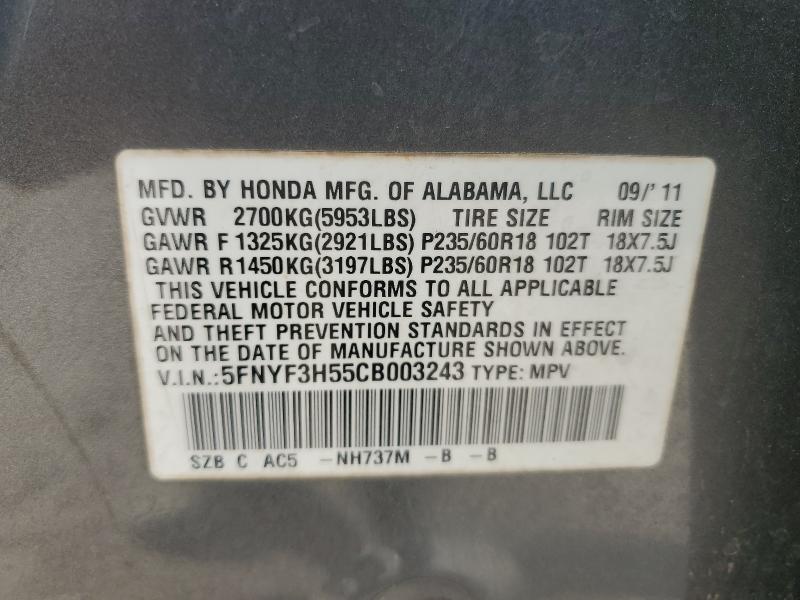 MFD. BY HONDA MFG. OF ALABAMA, LLC 09/'11
GVWR 2700KG(5953LBS) TIRE SIZE RIM SIZE
GAWR F 1325KG(2921LBS) P235/60R18 102T 18X7.5J
GAWR R 1450KG(3197LBS) P235/60R18 102T 18X7.5J
THIS VEHICLE CONFORMS TO ALL APPLICABLE
FEDERAL MOTOR VEHICLE SAFETY
AND THEFT PREVENTION STANDARDS IN EFFECT
ON THE DATE OF MANUFACTURE SHOWN ABOVE.
V.I.N.:5FNYF3H55CB003243 TYPE: MPV
SZB C AC5 -NH737M -B -B